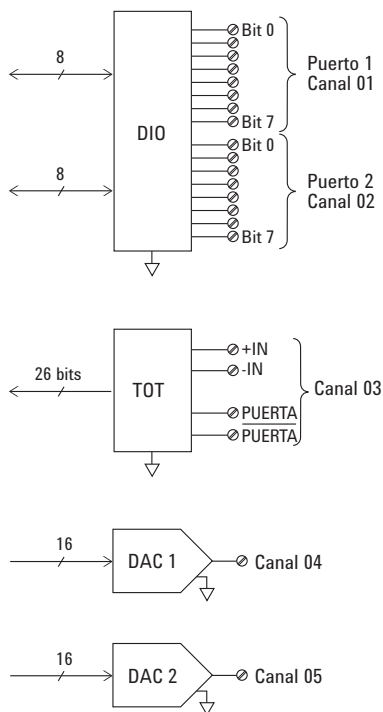 8
Bit 0
Puerto 1
Canal 01
DIO
Bit 7
8
Bit 0
Puerto 2
Canal 02
Bit 7
26 bits
TOT
+IN
-IN
Canal 03
PUERTA
PUERTA
16
DAC 1
Canal 04
16
DAC 2
Canal 05